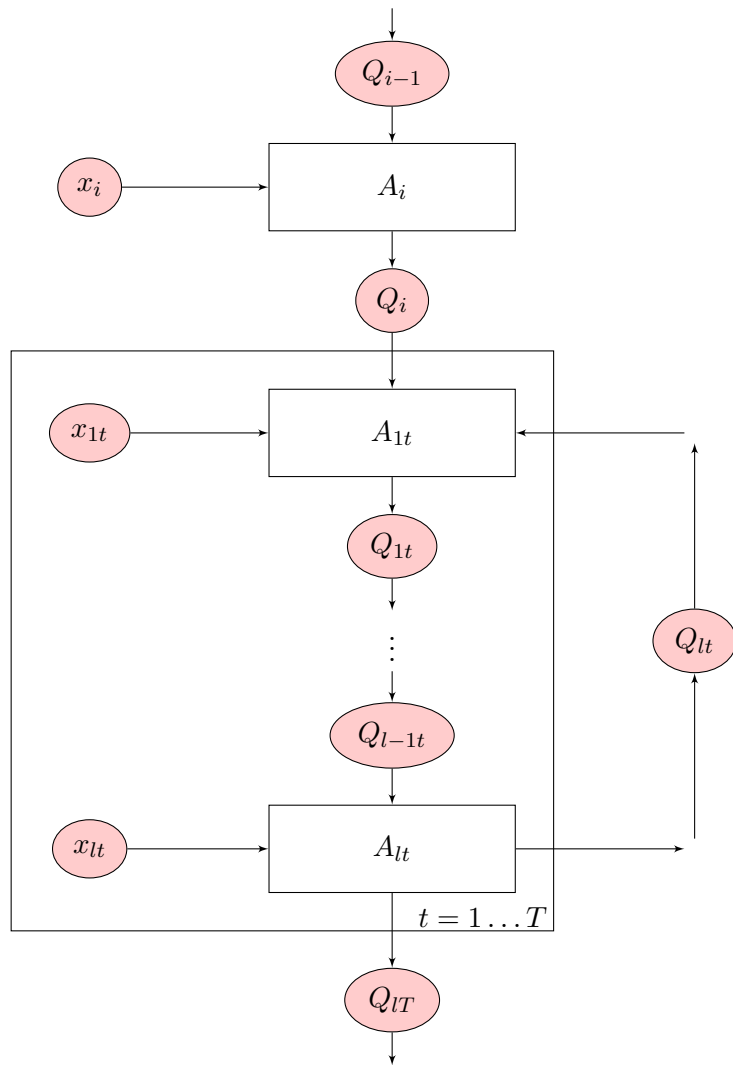 Q_{i-1}
x_i
A_i
Q_i
x_{1t}
A_{1t}
Q_{1t}
⋮
Q_{lt}
Q_{l-1t}
x_{lt}
A_{lt}
t = 1 … T
Q_{lT}